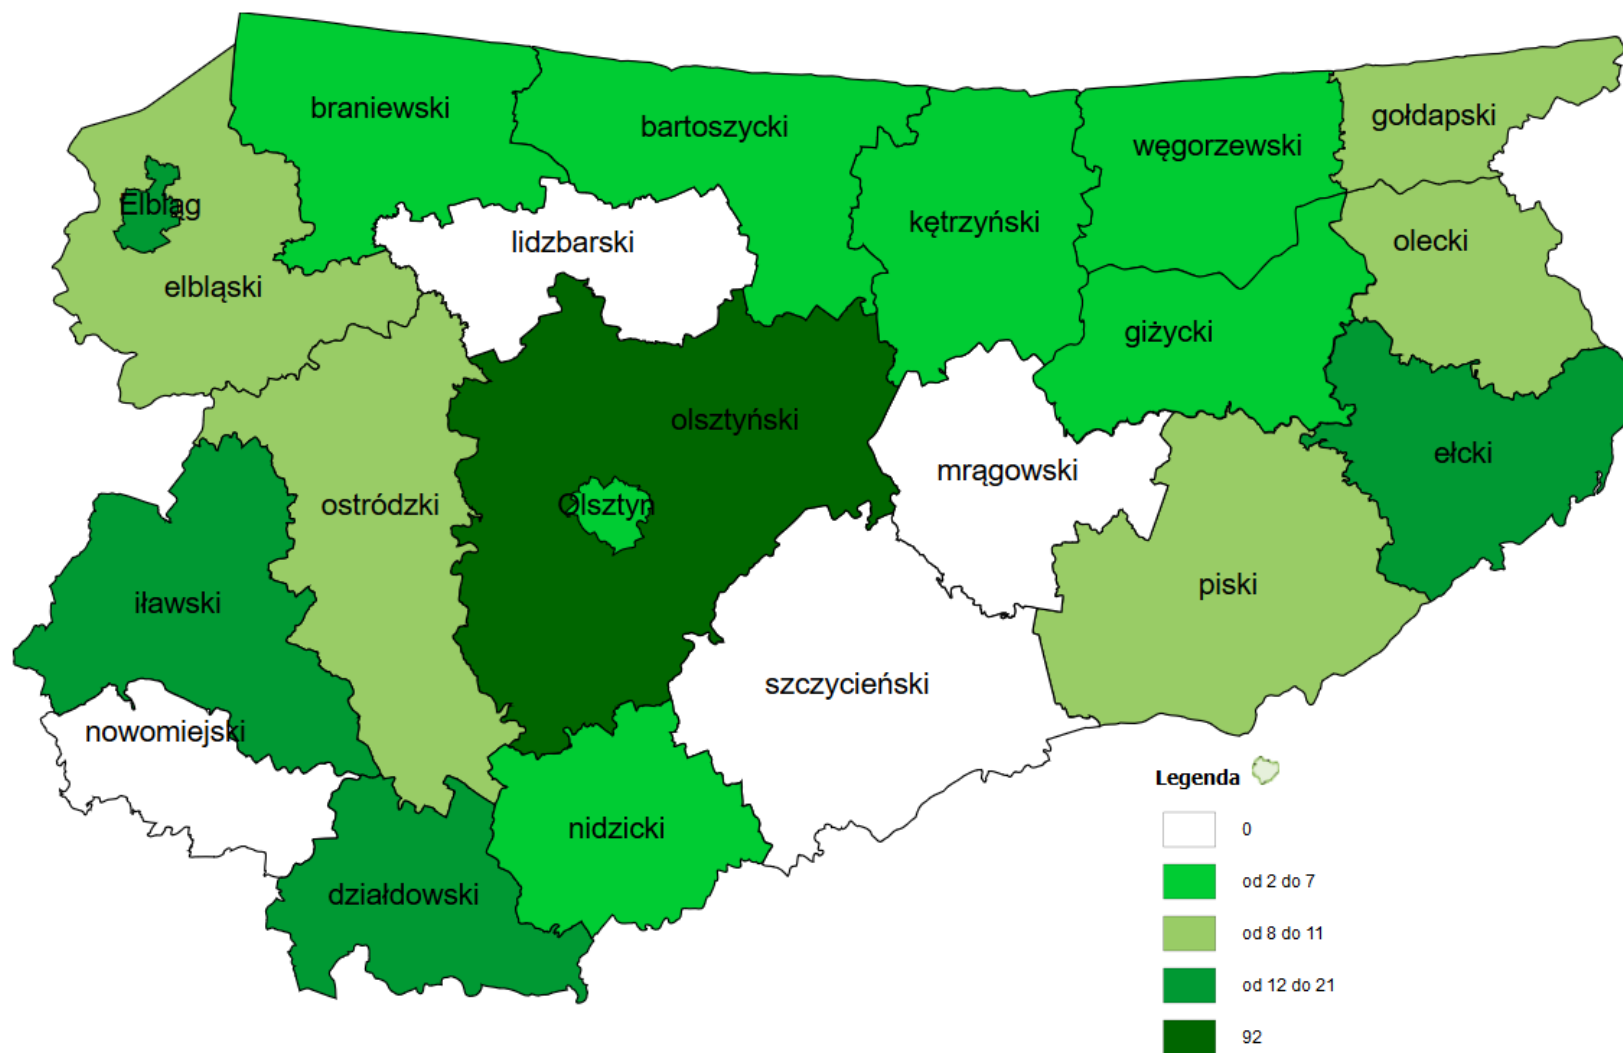 braniewski
bartoszycki
gołdapski
węgorzewski
Elbląg
kętrzyński
lidzbarski
olecki
elbląski
giżycki
olsztyński
ełcki
mrągowski
ostródzki
Olsztyn
piski
iławski
szczycieński
nowomiejski
nidzicki
działdowski
Legenda
0
od 2 do 7
od 8 do 11
od 12 do 21
92